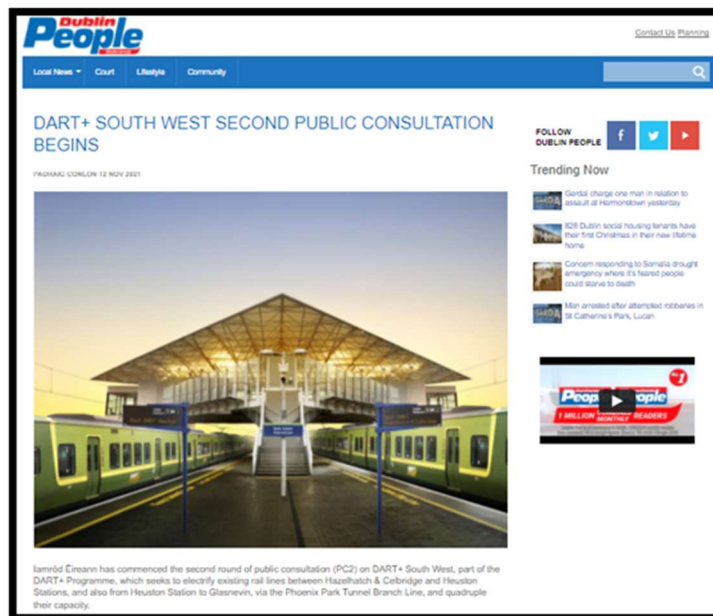 Dublin
People
Contact Us Planning
Local News Court Lifestyle Community
DART+ SOUTH WEST SECOND PUBLIC CONSULTATION
BEGINS
PADRAIC CONLON 12 NOV 2021
FOLLOW
DUBLIN PEOPLE
Trending Now
Gardaí charge one man in relation to
assault at Harmonstown yesterday
828 Dublin social housing tenants have
their first Christmas in their new lifetime
home
Concern responding to Somalia drought
emergency where it's feared people
could starve to death
Man arrested after attempted robberies in
St Catherine's Park, Lucan
No 1
People People
1 MILLION MONTHLY READERS
Iarnród Éireann has commenced the second round of public consultation (PC2) on DART+ South West, part of the
DART+ Programme, which seeks to electrify existing rail lines between Hazelhatch & Celbridge and Heuston
Stations, and also from Heuston Station to Glasnevin, via the Phoenix Park Tunnel Branch Line, and quadruple
their capacity.